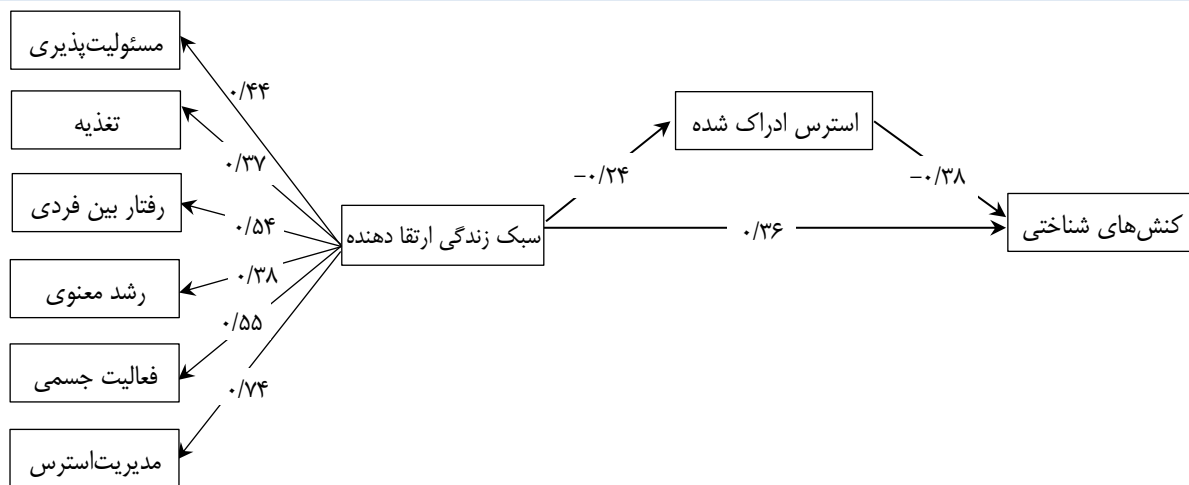 مسئولیت‌پذیری
۰/۴۴
تغذیه
۰/۳۷
رفتار بین فردی
۰/۵۴
رشد معنوی
۰/۳۸
فعالیت جسمی
۰/۵۵
مدیریت‌استرس
۰/۷۴
سبک زندگی ارتقا دهنده
استرس ادراک شده
-۰/۲۴
-۰/۳۸
۰/۳۶
کنش‌های شناختی